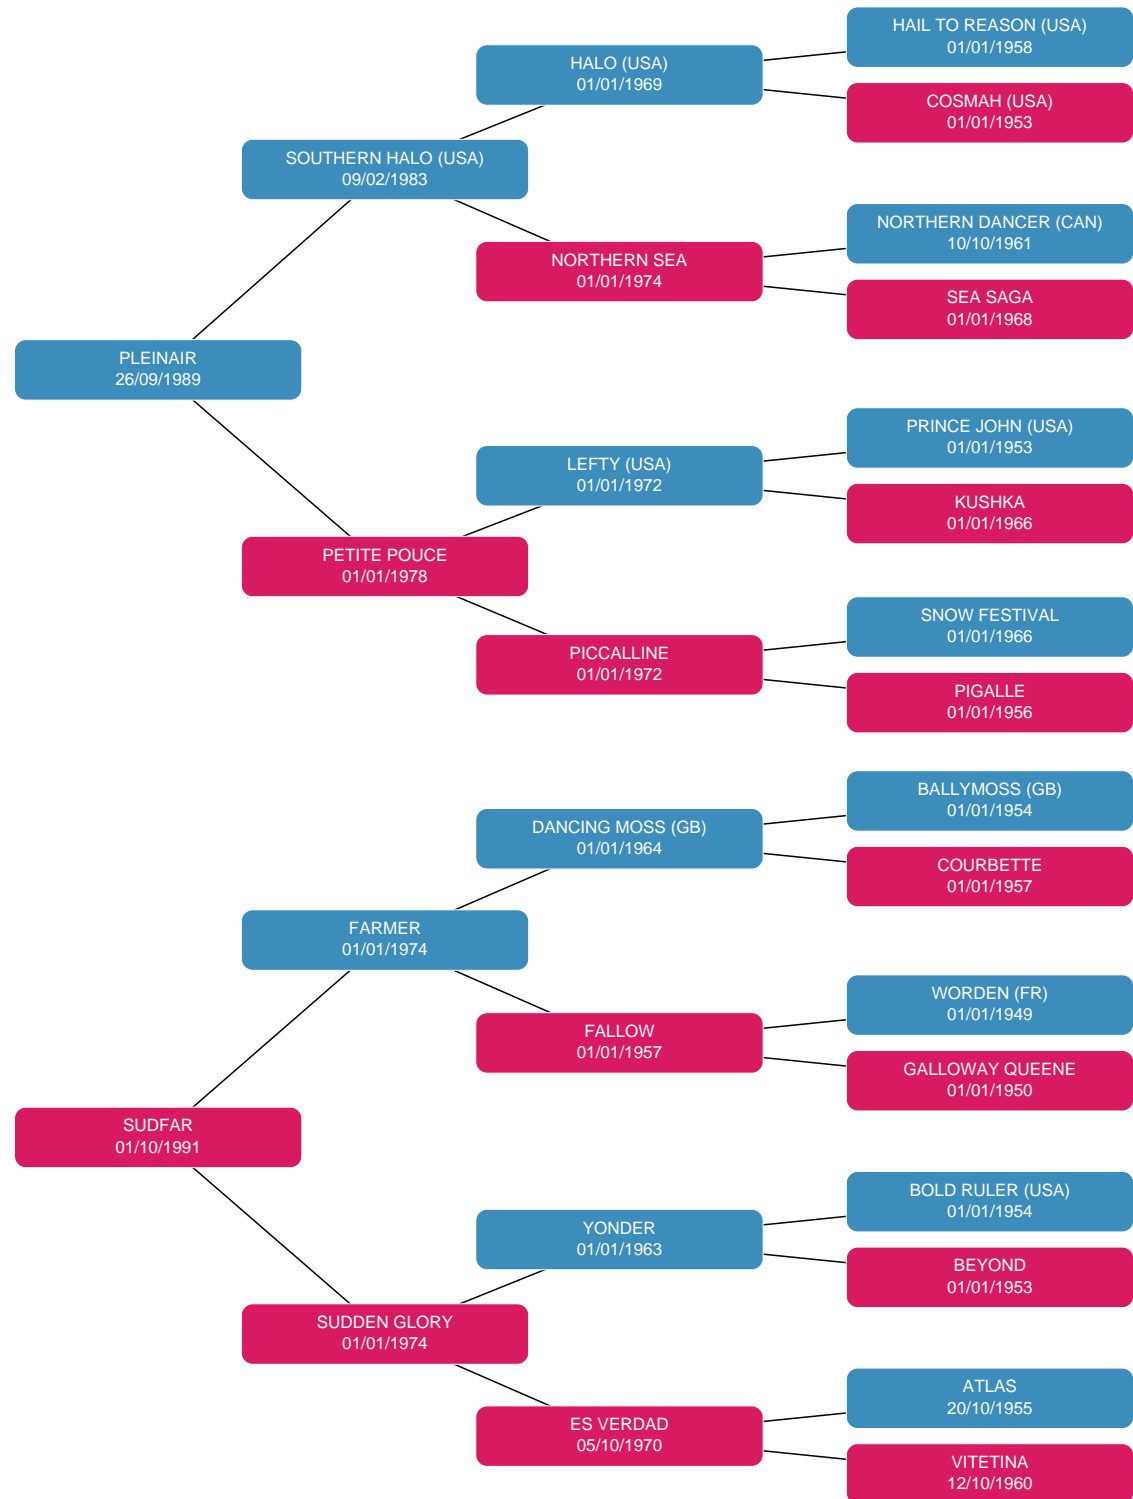 HAIL TO REASON (USA)
01/01/1958
HALO (USA)
01/01/1969
COSMAH (USA)
01/01/1953
SOUTHERN HALO (USA)
09/02/1983
NORTHERN DANCER (CAN)
10/10/1961
NORTHERN SEA
01/01/1974
SEA SAGA
01/01/1968
PLEINAIR
26/09/1989
PRINCE JOHN (USA)
01/01/1953
LEFTY (USA)
01/01/1972
KUSHKA
01/01/1966
PETITE POUCE
01/01/1978
SNOW FESTIVAL
01/01/1966
PICCALLINE
01/01/1972
PIGALLE
01/01/1956
BALLYMOSS (GB)
01/01/1954
DANCING MOSS (GB)
01/01/1964
COURBETTE
01/01/1957
FARMER
01/01/1974
WORDEN (FR)
01/01/1949
FALLOW
01/01/1957
GALLOWAY QUEENE
01/01/1950
SUDFAR
01/10/1991
BOLD RULER (USA)
01/01/1954
YONDER
01/01/1963
BEYOND
01/01/1953
SUDDEN GLORY
01/01/1974
ATLAS
20/10/1955
ES VERDAD
05/10/1970
VITETINA
12/10/1960